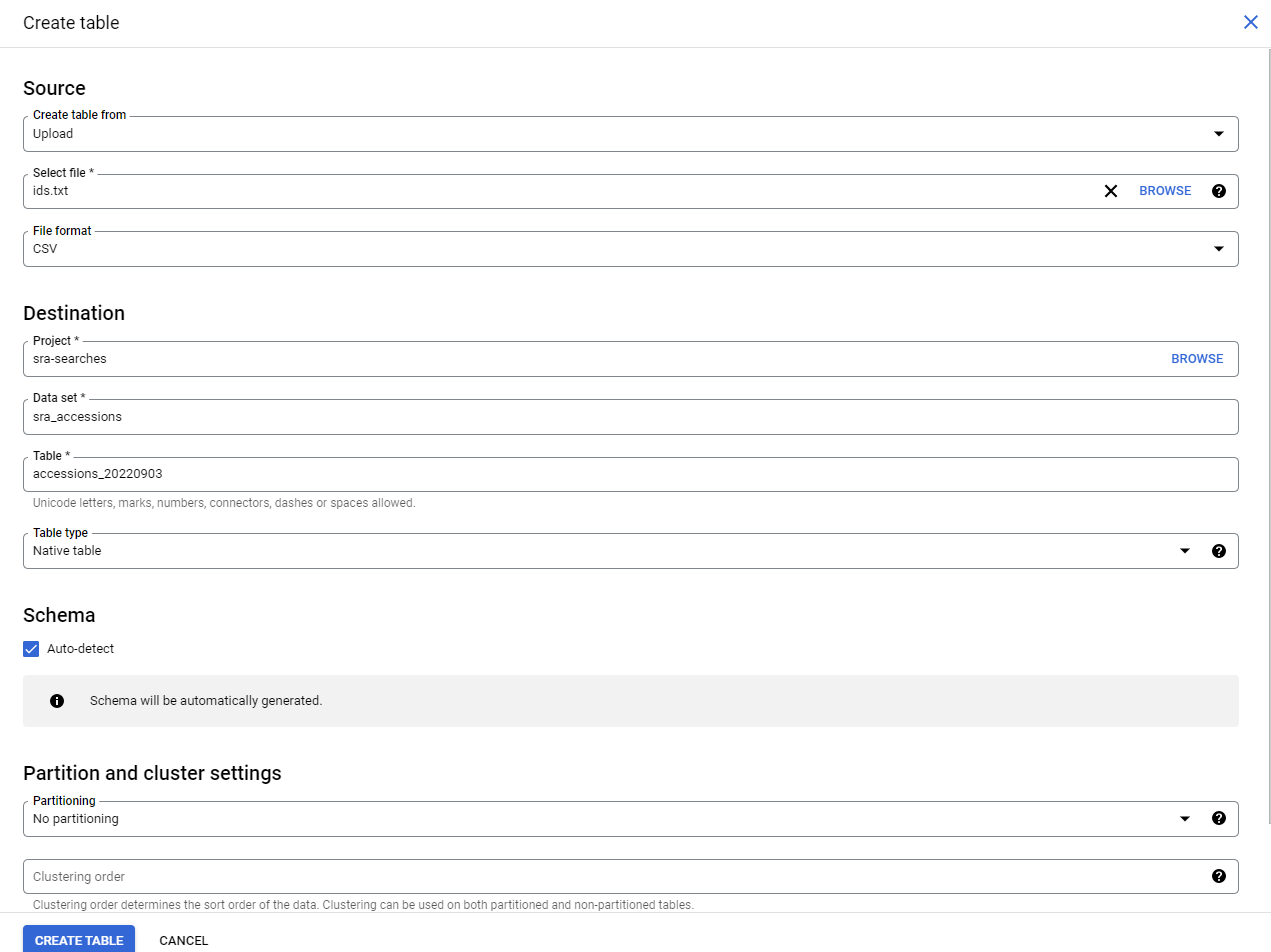 Create table
Source
Create table from
Upload
Select file *
ids.txt
BROWSE
File format
CSV
Destination
Project *
sra-searches
BROWSE
Data set *
sra_accessions
Table *
accessions_20220903
Unicode letters, marks, numbers, connectors, dashes or spaces allowed.
Table type
Native table
Schema
Auto-detect
Schema will be automatically generated.
Partition and cluster settings
Partitioning
No partitioning
Clustering order
Clustering order determines the sort order of the data. Clustering can be used on both partitioned and non-partitioned tables.
CREATE TABLE CANCEL